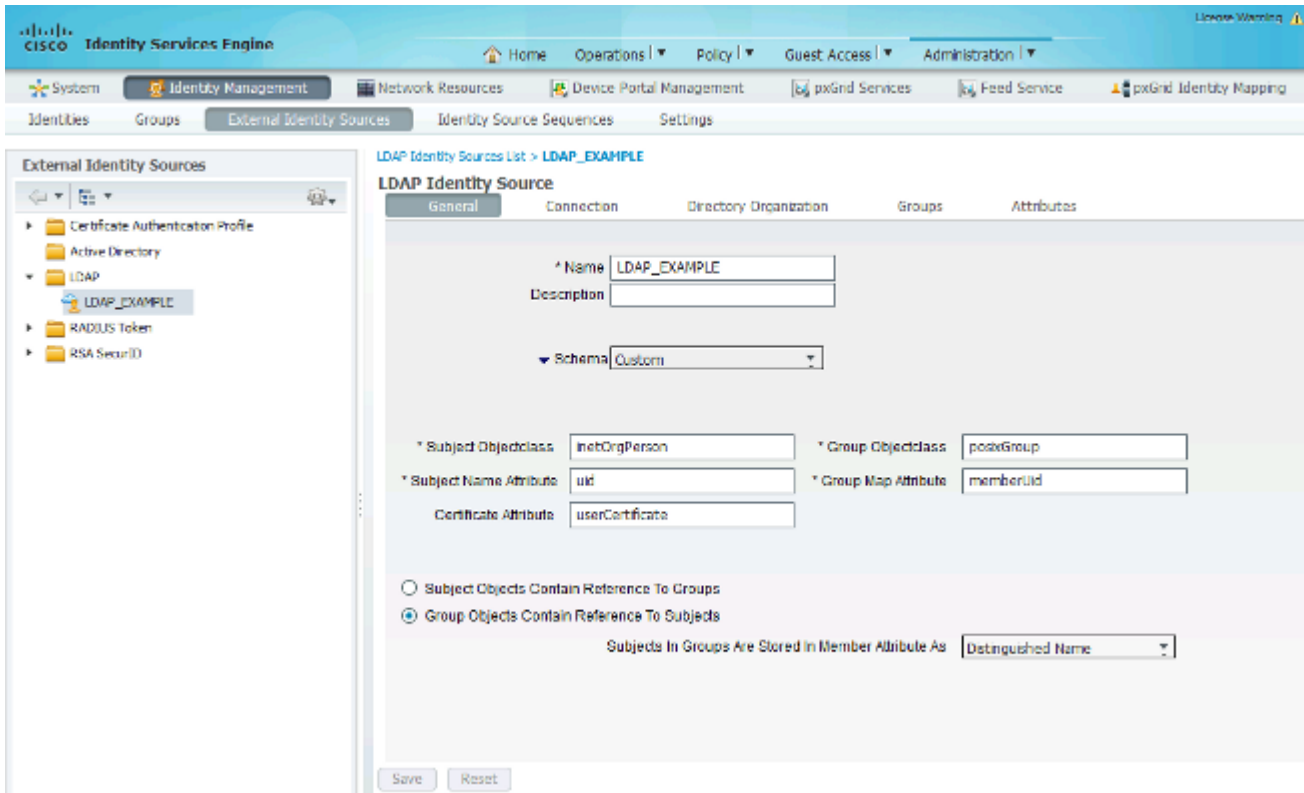 License Warning
CISCO Identity Services Engine
Home Operations Policy Guest Access Administration
System Identity Management Network Resources Device Portal Management pxGrid Services Feed Service pxGrid Identity Mapping
Identities Groups External Identity Sources Identity Source Sequences Settings
External Identity Sources
Certificate Authentication Profile
Active Directory
LDAP
LDAP_EXAMPLE
RADIUS Token
RSA SecurID
LDAP Identity Sources List > LDAP_EXAMPLE
LDAP Identity Source
General Connection Directory Organization Groups Attributes
* Name LDAP_EXAMPLE
Description
Schema Custom
* Subject Objectclass inetOrgPerson * Group Objectclass posixGroup
* Subject Name Attribute uid * Group Map Attribute memberUid
Certificate Attribute userCertificate
Subject Objects Contain Reference To Groups
Group Objects Contain Reference To Subjects
Subjects In Groups Are Stored In Member Attribute As Distinguished Name
Save Reset